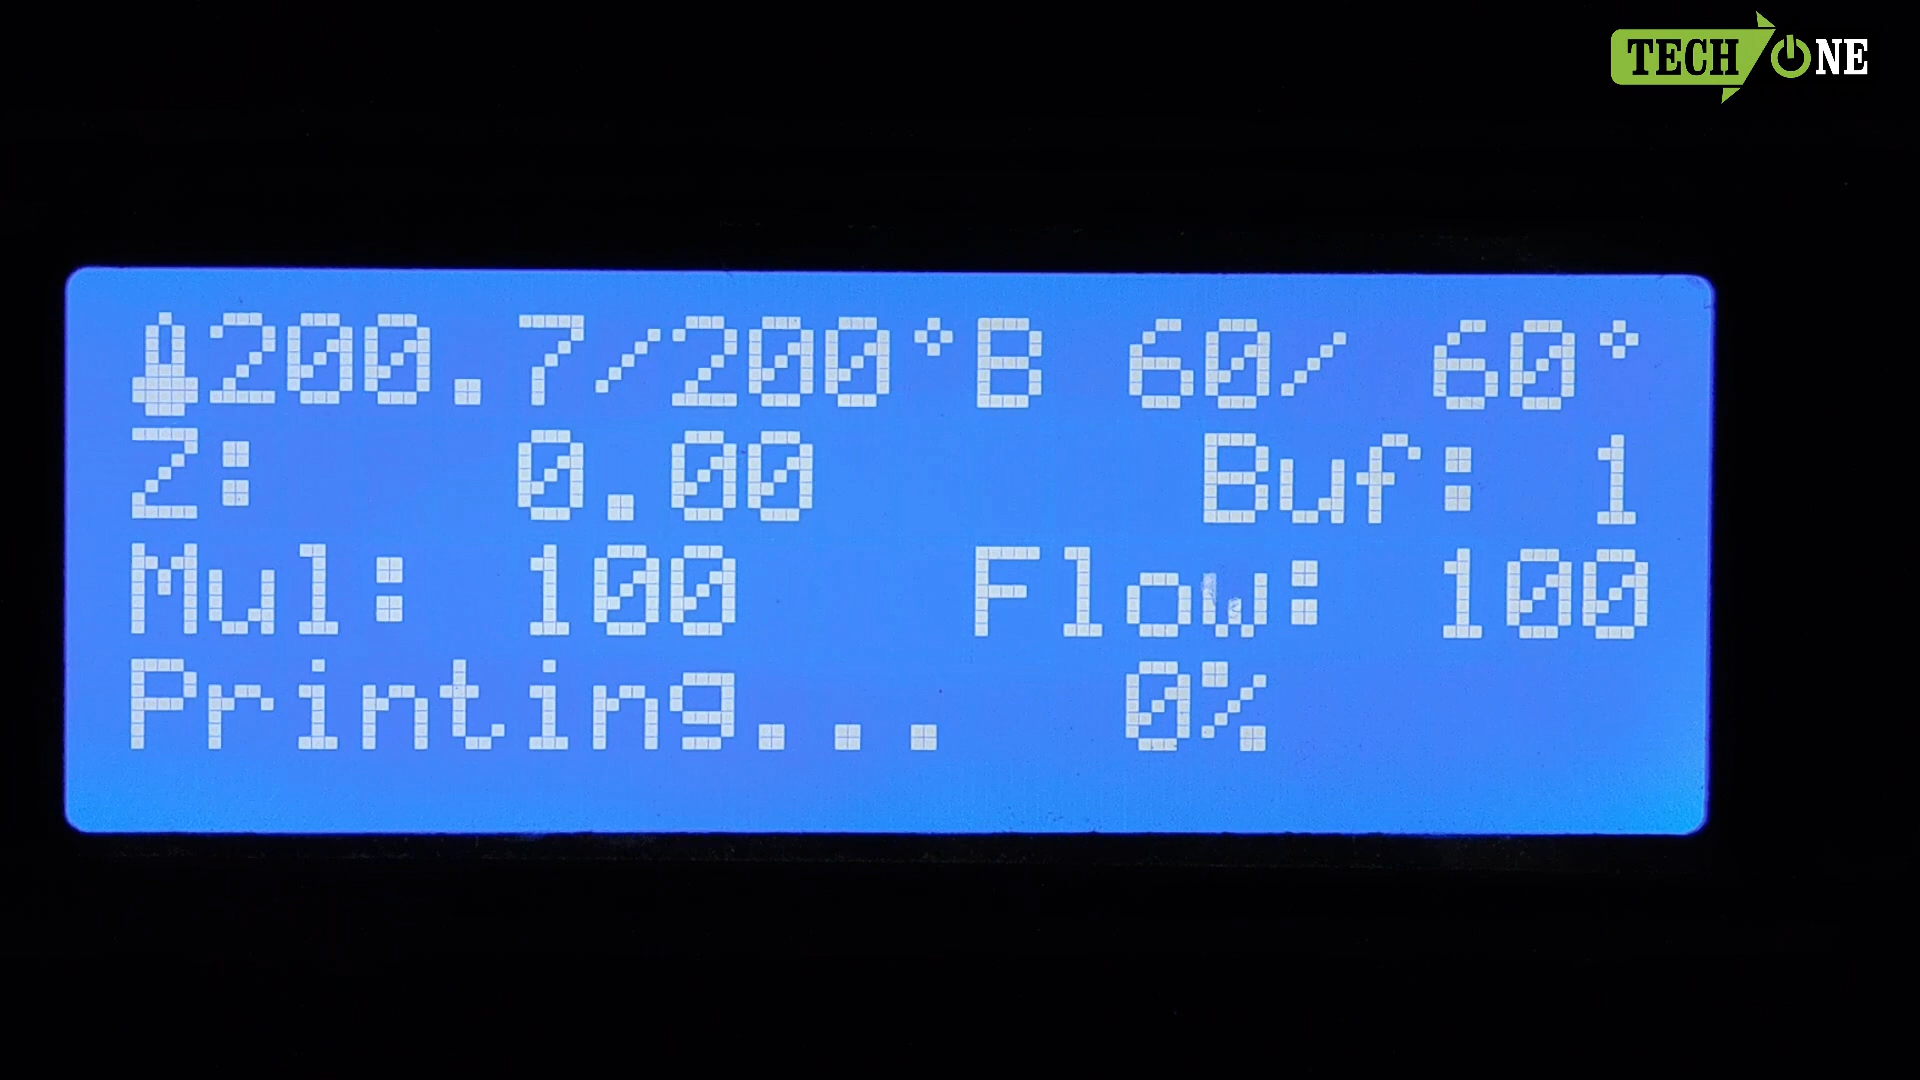 TECH ONE
200.7/200°B 60/ 60°
Z: 0.00 Buf: 1
Mul: 100 Flow: 100
Printing... 0%